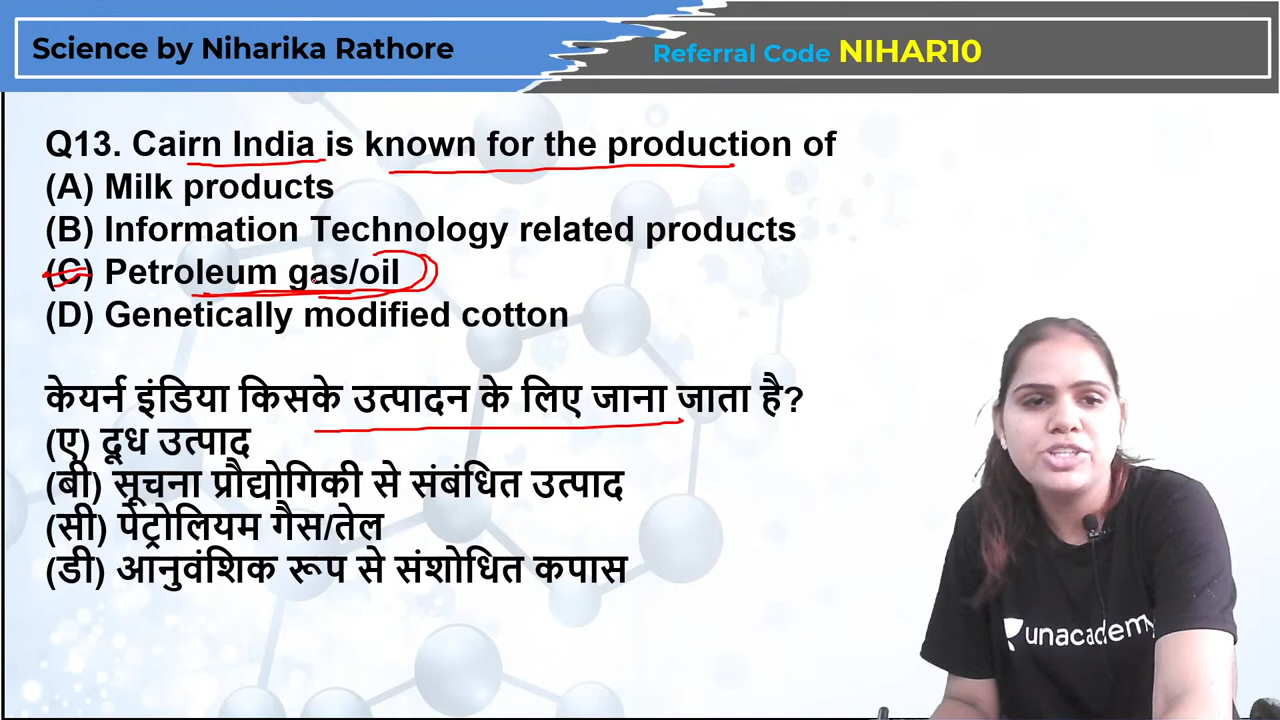 Science by Niharika Rathore
Referral Code NIHAR10
Q13. Cairn India is known for the production of
(A) Milk products
(B) Information Technology related products
(C) Petroleum gas/oil
(D) Genetically modified cotton
केयर्न इंडिया किसके उत्पादन के लिए जाना जाता है?
(ए) दूध उत्पाद
(बी) सूचना प्रौद्योगिकी से संबंधित उत्पाद
(सी) पेट्रोलियम गैस/तेल
(डी) आनुवंशिक रूप से संशोधित कपास
unacademy